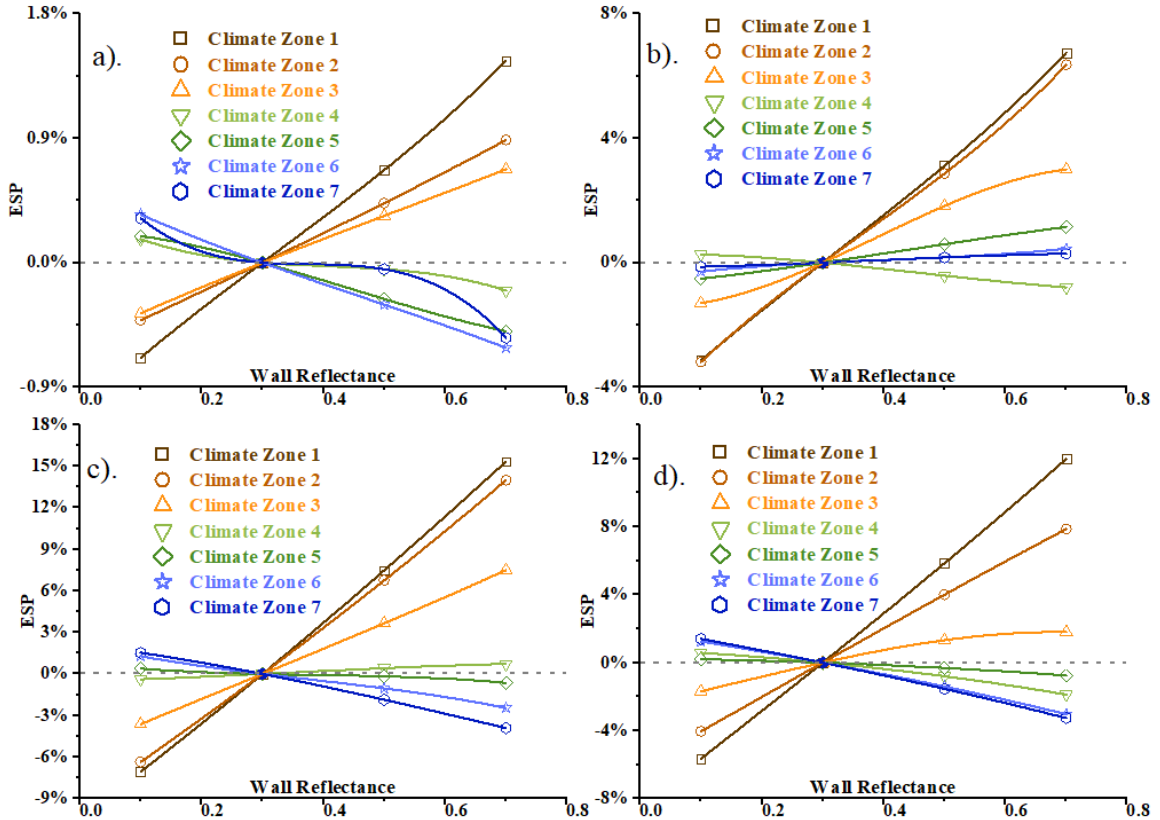 a).
1.8%
0.9%
0.0%
-0.9%
ESP
Climate Zone 1
Climate Zone 2
Climate Zone 3
Climate Zone 4
Climate Zone 5
Climate Zone 6
Climate Zone 7
Wall Reflectance
0.0 0.2 0.4 0.6 0.8
b).
8%
4%
0%
-4%
ESP
Climate Zone 1
Climate Zone 2
Climate Zone 3
Climate Zone 4
Climate Zone 5
Climate Zone 6
Climate Zone 7
Wall Reflectance
0.0 0.2 0.4 0.6 0.8
c).
18%
15%
12%
9%
6%
3%
0%
-3%
-6%
-9%
ESP
Climate Zone 1
Climate Zone 2
Climate Zone 3
Climate Zone 4
Climate Zone 5
Climate Zone 6
Climate Zone 7
Wall Reflectance
0.0 0.2 0.4 0.6 0.8
d).
12%
8%
4%
0%
-4%
-8%
ESP
Climate Zone 1
Climate Zone 2
Climate Zone 3
Climate Zone 4
Climate Zone 5
Climate Zone 6
Climate Zone 7
Wall Reflectance
0.0 0.2 0.4 0.6 0.8